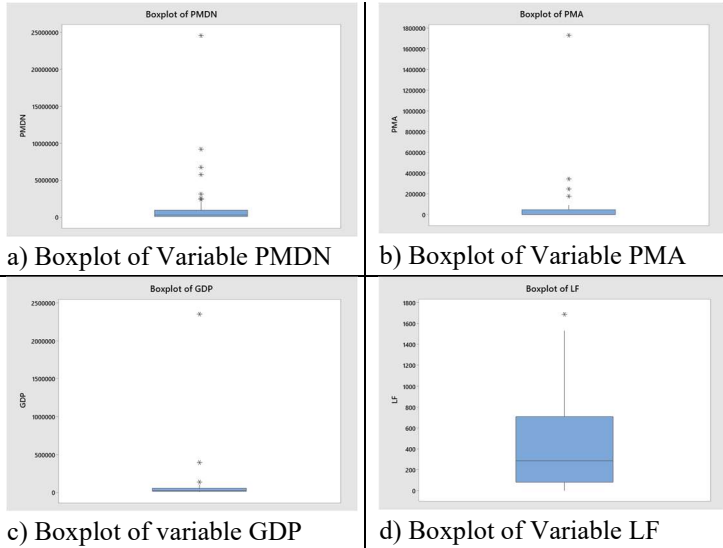 Boxplot of PMDN
25000000
20000000
15000000
10000000
5000000
0
PMDN
a) Boxplot of Variable PMDN
Boxplot of PMA
1800000
1600000
1400000
1200000
1000000
800000
600000
400000
200000
0
PMA
b) Boxplot of Variable PMA
Boxplot of GDP
2500000
2000000
1500000
1000000
500000
0
GDP
c) Boxplot of variable GDP
Boxplot of LF
1800
1600
1400
1200
1000
800
600
400
200
0
LF
d) Boxplot of Variable LF